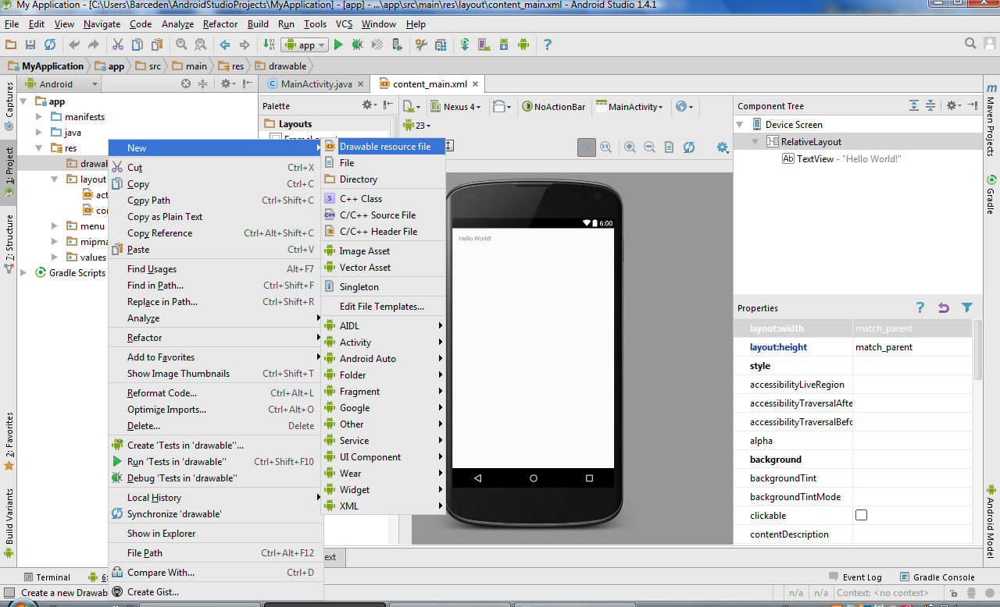 My Application - [C:\Users\Barceden\AndroidStudioProjects\MyApplication] - [app] - ...\app\src\main\res\layout\content_main.xml - Android Studio 1.4.1
File Edit View Navigate Code Analyze Refactor Build Run Tools VCS Window Help
app
MyApplication app src main res drawable
Android
MainActivity.java
content_main.xml
Captures
1: Project
7: Structure
2: Favorites
Build Variants
app
manifests
java
res
layout
menu
values
Gradle Scripts
Palette
Layouts
Nexus 4
NoActionBar
MainActivity
23
New
Cut Ctrl+X
Copy Ctrl+C
Copy Path Ctrl+Shift+C
Copy as Plain Text
Copy Reference Ctrl+Alt+Shift+C
Paste Ctrl+V
Find Usages Alt+F7
Find in Path... Ctrl+Shift+F
Replace in Path... Ctrl+Shift+R
Analyze
Refactor
Add to Favorites
Show Image Thumbnails Ctrl+Shift+T
Reformat Code... Ctrl+Alt+L
Optimize Imports... Ctrl+Alt+O
Delete... Delete
Create 'Tests in 'drawable''...
Run 'Tests in 'drawable'' Ctrl+Shift+F10
Debug 'Tests in 'drawable''
Local History
Synchronize 'drawable'
Show in Explorer
File Path Ctrl+Alt+F12
Compare With... Ctrl+D
Create Gist...
Drawable resource file
File
Directory
S C++ Class
C++ C/C++ Source File
h C/C++ Header File
Image Asset
Vector Asset
Singleton
Edit File Templates...
AIDL
Activity
Android Auto
Folder
Fragment
Google
Other
Service
UI Component
Wear
Widget
XML
6:00
Hello World!
Component Tree
Device Screen
RelativeLayout
Ab TextView - "Hello World!"
Properties
layout:width match_parent
layout:height match_parent
style
accessibilityLiveRegion
accessibilityTraversalAfte
accessibilityTraversalBefo
alpha
background
backgroundTint
backgroundTintMode
clickable
contentDescription
Maven Projects
Gradle
Android Model
Terminal
Event Log
Gradle Console
Create a new Drawab
n/a n/a Context: <no context>